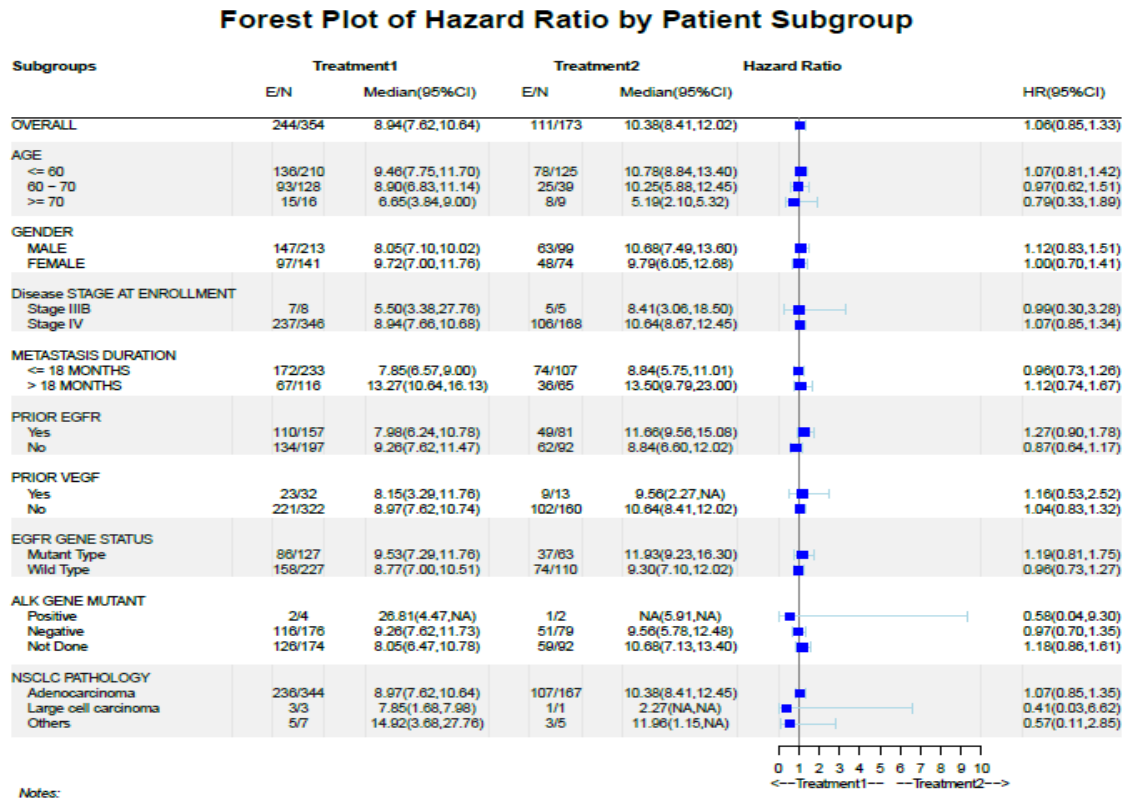 Forest Plot of Hazard Ratio by Patient Subgroup
Subgroups Treatment1 Treatment2 Hazard Ratio
E/N Median(95%CI) E/N Median(95%CI) HR(95%CI)
OVERALL 244/354 8.94(7.62,10.64) 111/173 10.38(8.41,12.02) 1.06(0.85,1.33)
AGE
<= 60 136/210 9.46(7.75,11.70) 78/125 10.78(8.84,13.40) 1.07(0.81,1.42)
60 − 70 93/128 8.90(6.83,11.14) 25/39 10.25(5.88,12.45) 0.97(0.62,1.51)
>= 70 15/16 6.65(3.84,9.00) 8/9 5.19(2.10,5.32) 0.79(0.33,1.89)
GENDER
MALE 147/213 8.05(7.10,10.02) 63/99 10.68(7.49,13.60) 1.12(0.83,1.51)
FEMALE 97/141 9.72(7.00,11.76) 48/74 9.79(6.05,12.68) 1.00(0.70,1.41)
Disease STAGE AT ENROLLMENT
Stage IIIB 7/8 5.50(3.38,27.76) 5/5 8.41(3.06,18.50) 0.99(0.30,3.28)
Stage IV 237/346 8.94(7.66,10.68) 106/168 10.64(8.67,12.45) 1.07(0.85,1.34)
METASTASIS DURATION
<= 18 MONTHS 172/233 7.85(6.57,9.00) 74/107 8.84(5.75,11.01) 0.96(0.73,1.26)
> 18 MONTHS 67/116 13.27(10.64,16.13) 36/65 13.50(9.79,23.00) 1.12(0.74,1.67)
PRIOR EGFR
Yes 110/157 7.98(6.24,10.78) 49/81 11.66(9.56,15.08) 1.27(0.90,1.78)
No 134/197 9.26(7.62,11.47) 62/92 8.84(6.60,12.02) 0.87(0.64,1.17)
PRIOR VEGF
Yes 23/32 8.15(3.29,11.76) 9/13 9.56(2.27,NA) 1.16(0.53,2.52)
No 221/322 8.97(7.62,10.74) 102/160 10.64(8.41,12.02) 1.04(0.83,1.32)
EGFR GENE STATUS
Mutant Type 86/127 9.53(7.29,11.76) 37/63 11.93(9.23,16.30) 1.19(0.81,1.75)
Wild Type 158/227 8.77(7.00,10.51) 74/110 9.30(7.10,12.02) 0.96(0.73,1.27)
ALK GENE MUTANT
Positive 2/4 26.81(4.47,NA) 1/2 NA(5.91,NA) 0.58(0.04,9.30)
Negative 116/176 9.26(7.62,11.73) 51/79 9.56(5.78,12.48) 0.97(0.70,1.35)
Not Done 126/174 8.05(6.47,10.78) 59/92 10.68(7.13,13.40) 1.18(0.86,1.61)
NSCLC PATHOLOGY
Adenocarcinoma 236/344 8.97(7.62,10.64) 107/167 10.38(8.41,12.45) 1.07(0.85,1.35)
Large cell carcinoma 3/3 7.85(1.68,7.98) 1/1 2.27(NA,NA) 0.41(0.03,6.62)
Others 5/7 14.92(3.68,27.76) 3/5 11.96(1.15,NA) 0.57(0.11,2.85)
0 1 2 3 4 5 6 7 8 9 10
<−−Treatment1−− −−Treatment2−−>
Notes: